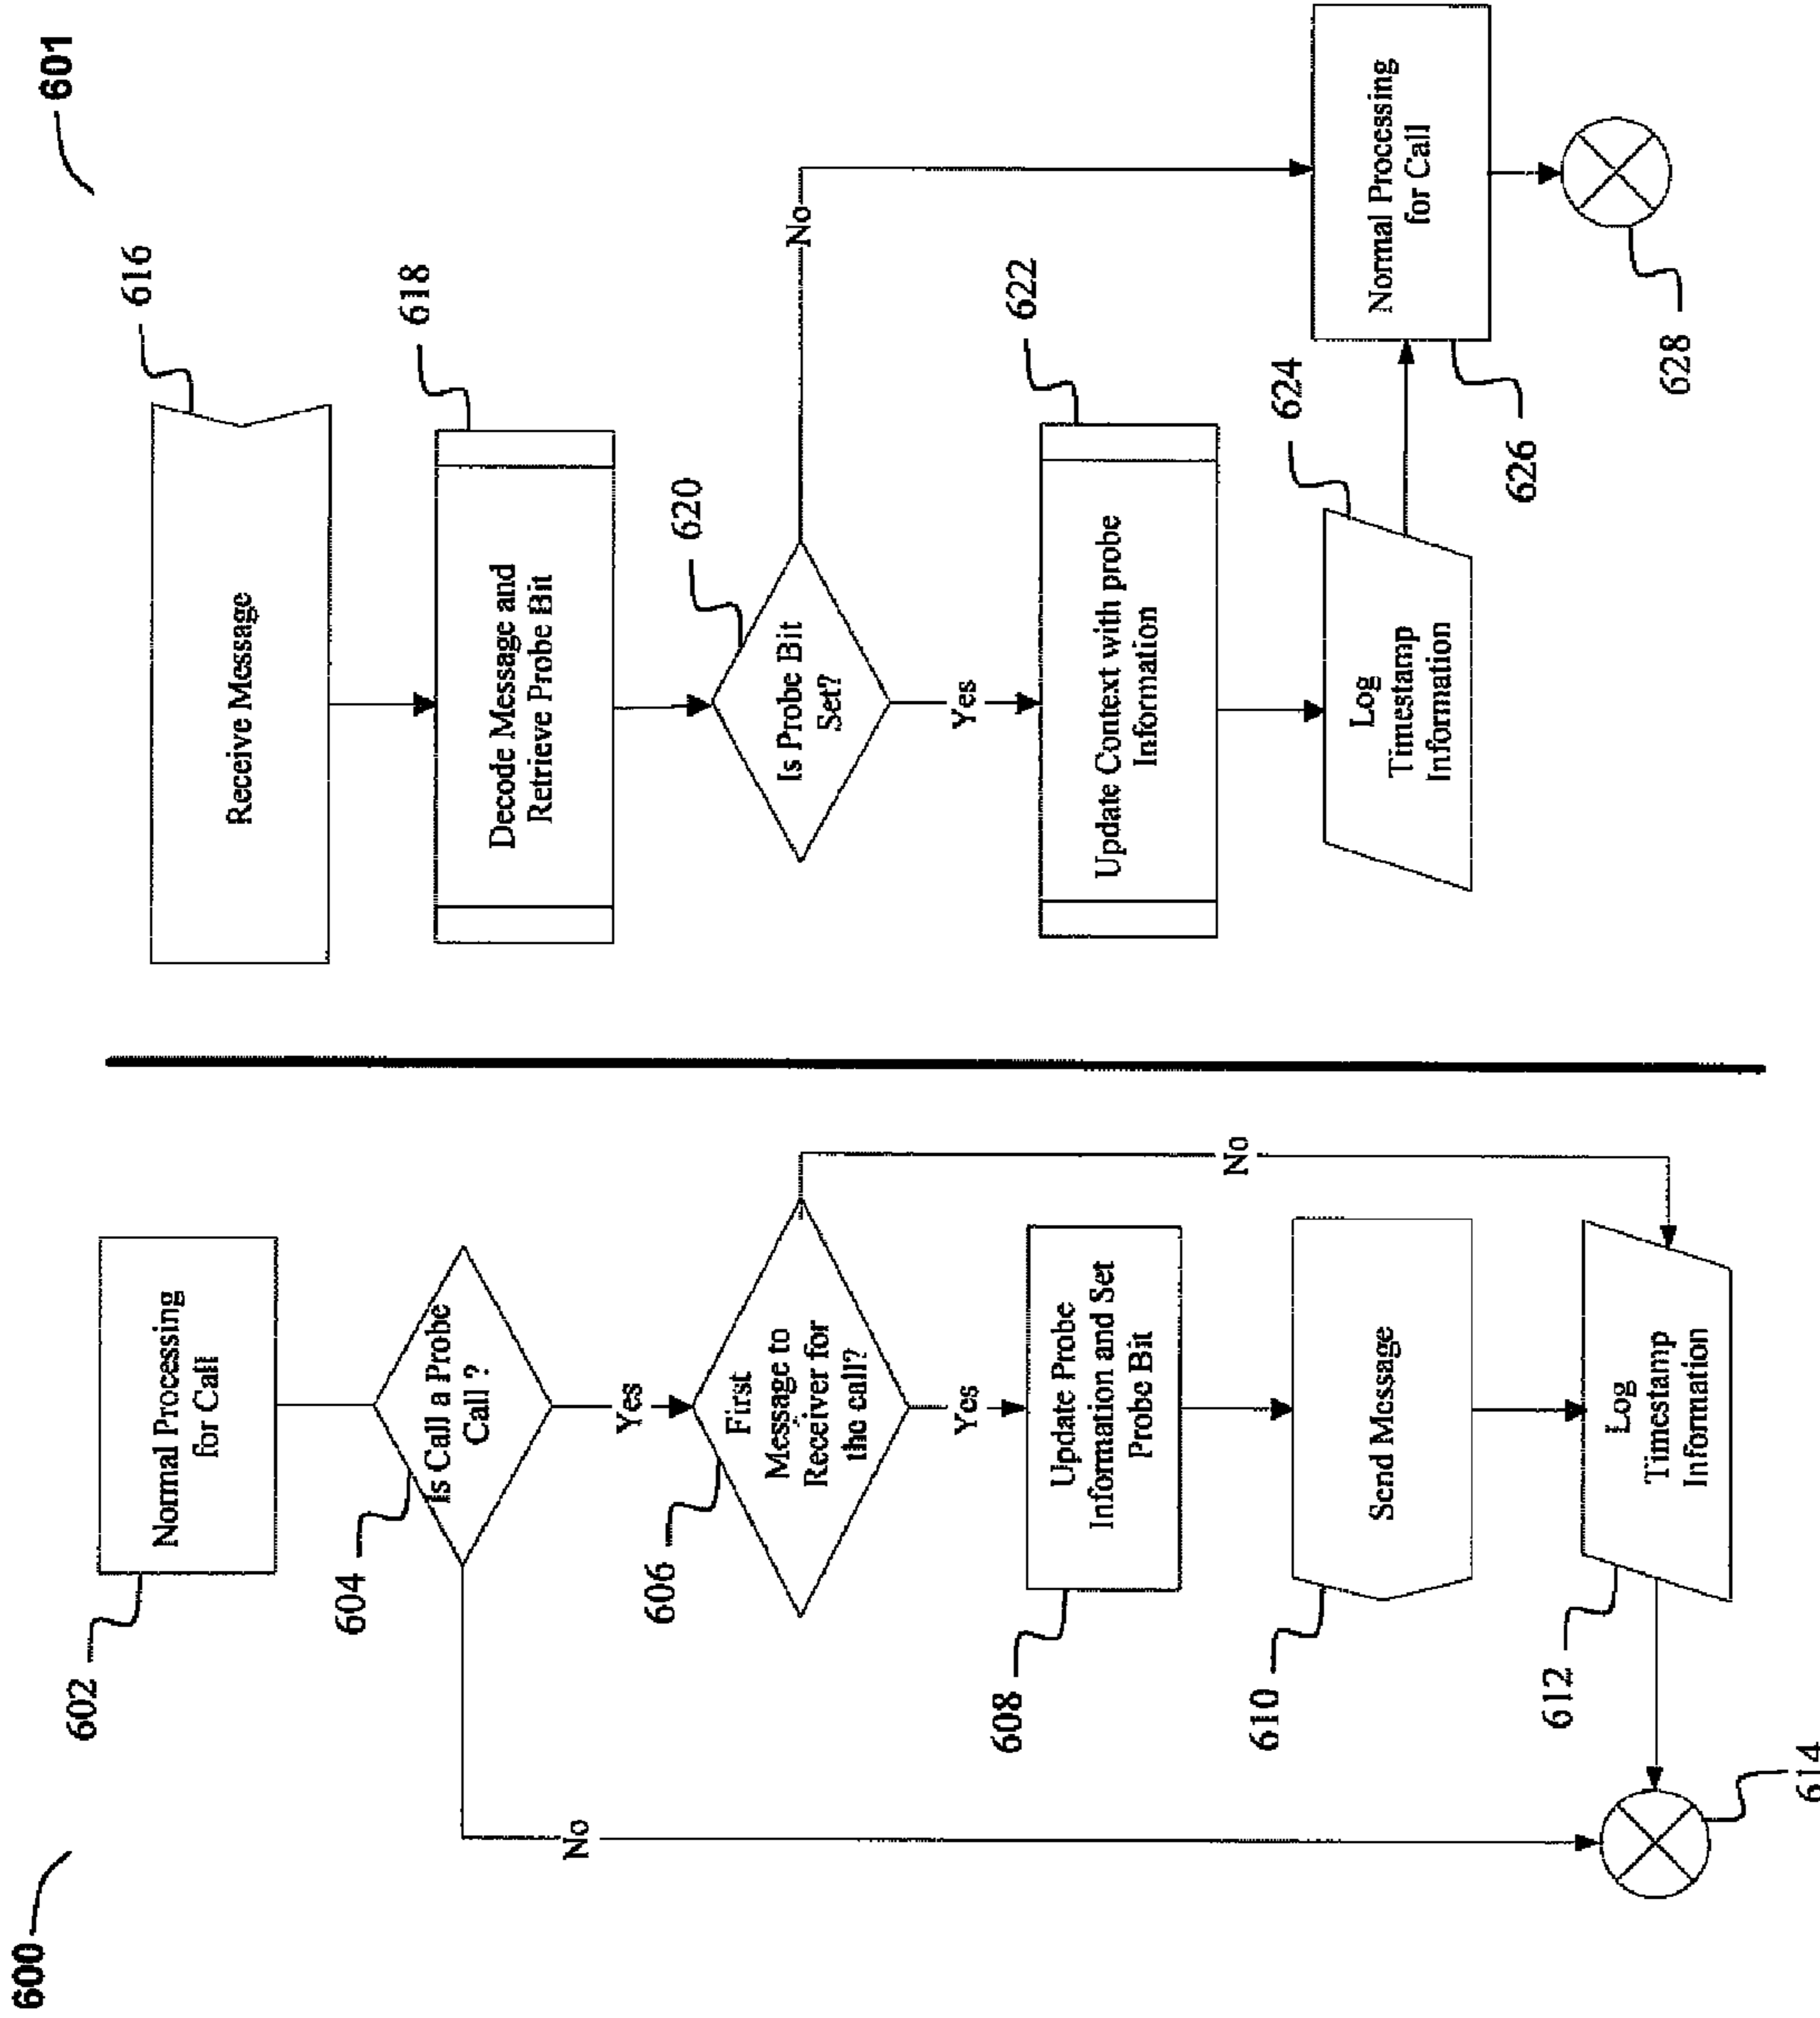 600
602
Normal Processing
for Call
604
Is Call a Probe
Call ?
Yes
No
606
First
Message to
Receiver for
the call?
Yes
No
608
Update Probe
Information and Set
Probe Bit
610
Send Message
612
Log
Timestamp
Information
614
601
616
Receive Message
618
Decode Message and
Retrieve Probe Bit
620
Is Probe Bit
Set?
No
Yes
622
Update Context with probe
Information
624
Log
Timestamp
Information
626
Normal Processing
for Call
628